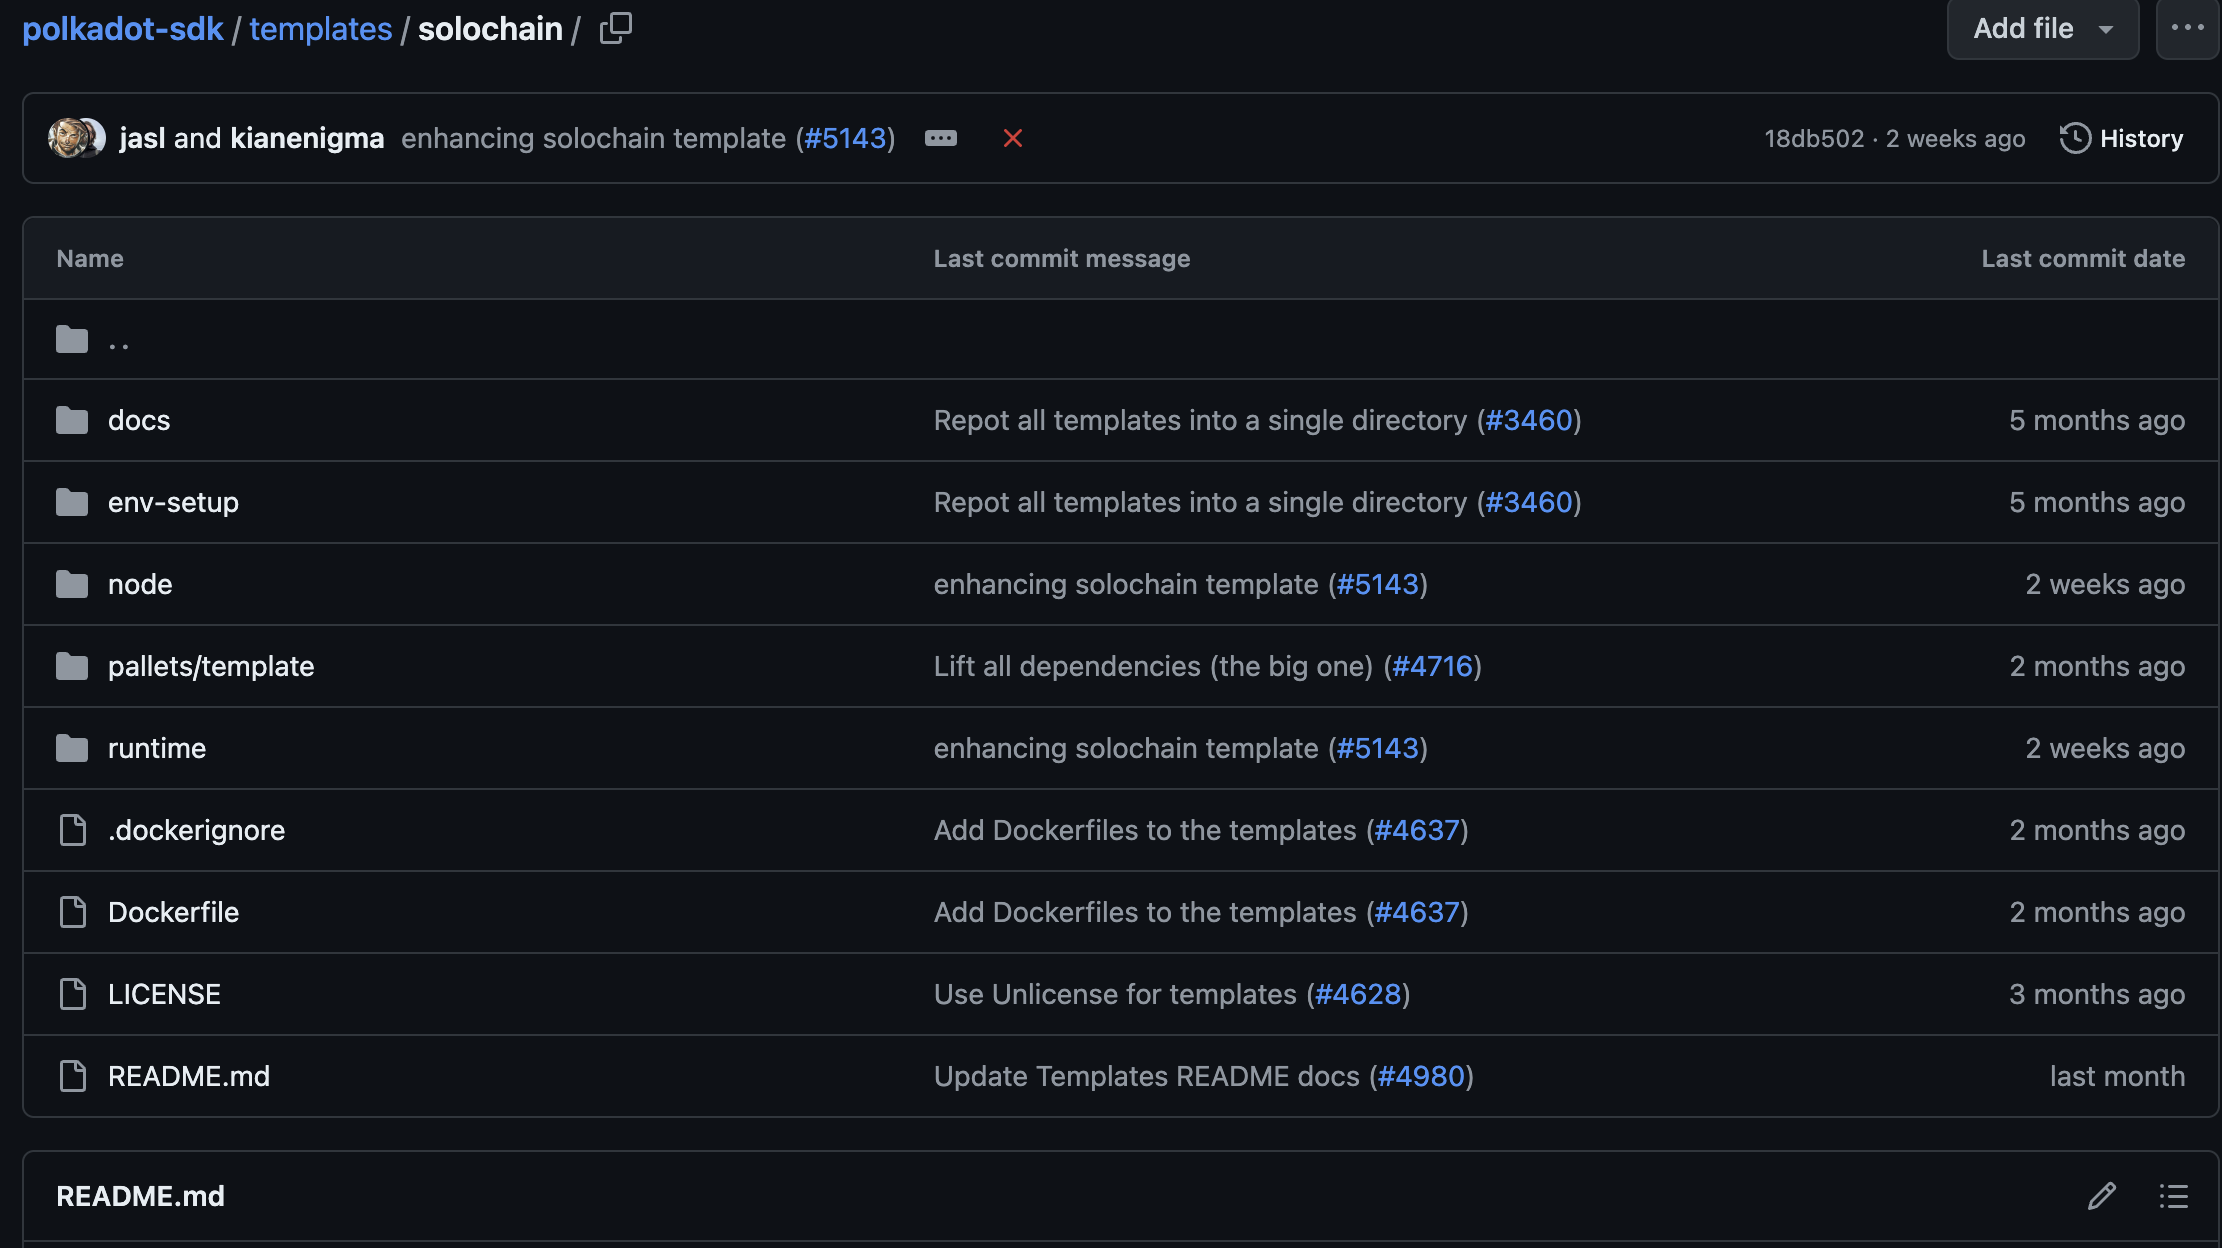 polkadot-sdk / templates / solochain /
Add file
jasl and kianenigma enhancing solochain template (#5143)
18db502 · 2 weeks ago
History
Name Last commit message Last commit date
..
docs Repot all templates into a single directory (#3460) 5 months ago
env-setup Repot all templates into a single directory (#3460) 5 months ago
node enhancing solochain template (#5143) 2 weeks ago
pallets/template Lift all dependencies (the big one) (#4716) 2 months ago
runtime enhancing solochain template (#5143) 2 weeks ago
.dockerignore Add Dockerfiles to the templates (#4637) 2 months ago
Dockerfile Add Dockerfiles to the templates (#4637) 2 months ago
LICENSE Use Unlicense for templates (#4628) 3 months ago
README.md Update Templates README docs (#4980) last month
README.md